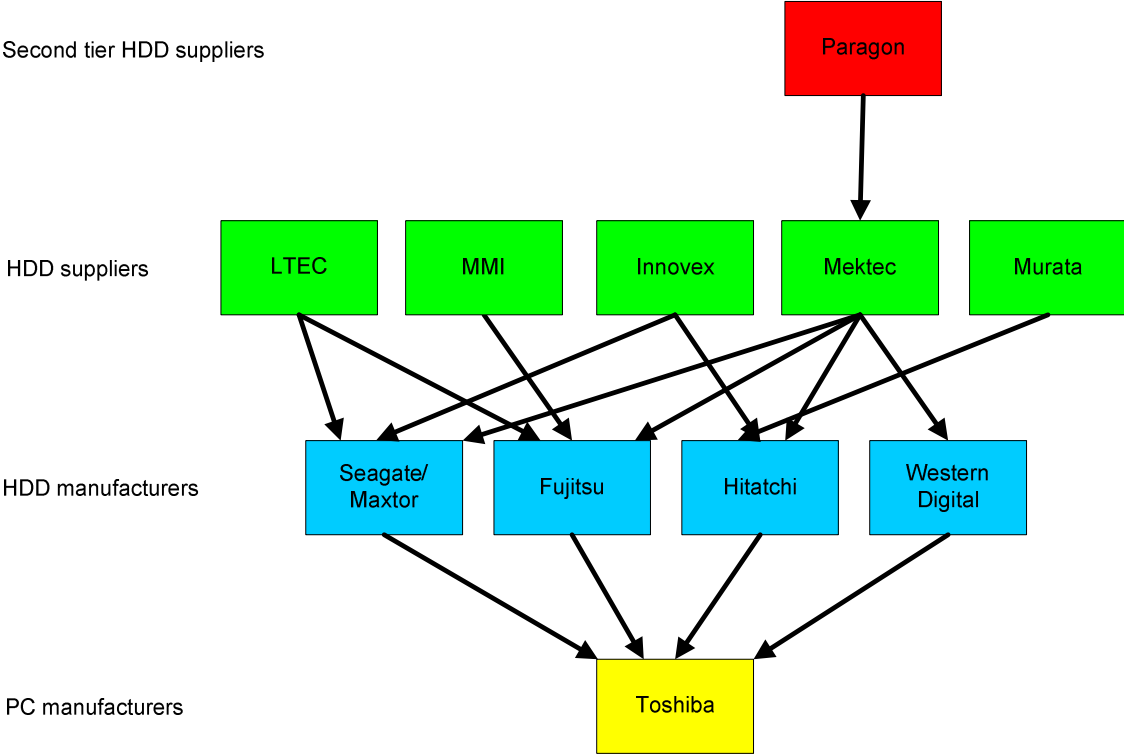 Second tier HDD suppliers
Paragon
HDD suppliers
LTEC
MMI
Innovex
Mektec
Murata
HDD manufacturers
Seagate/
Maxtor
Fujitsu
Hitatchi
Western
Digital
PC manufacturers
Toshiba